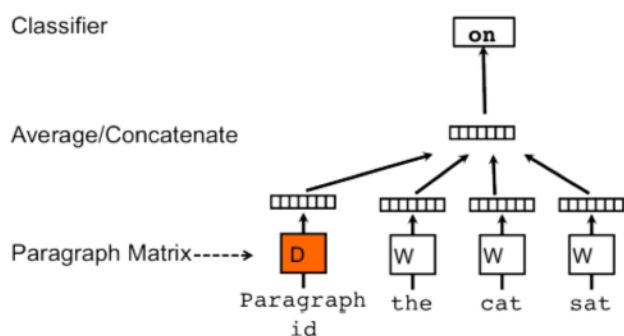 Classifier
on
Average/Concatenate
Paragraph Matrix
D
W
W
W
Paragraph
id
the
cat
sat